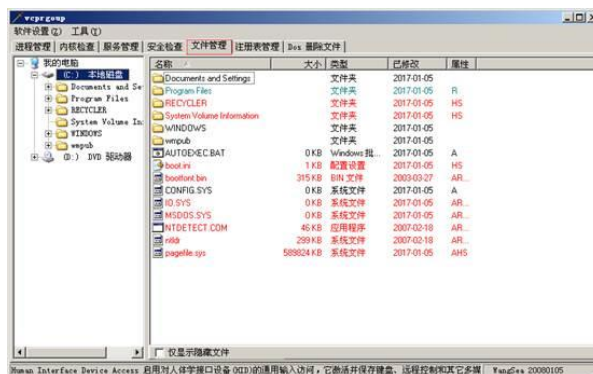 vcprgroup
软件设置(Z) 工具(T)
进程管理 内核检查 服务管理 安全检查 文件管理 注册表管理 Dos 删除文件
我的电脑
(C:) 本地磁盘
Documents and Se
Program Files
RECYCLER
System Volume In:
WINDOWS
wmpub
(D:) DVD 驱动器
名称 大小 类型 已修改 属性
Documents and Settings 文件夹 2017-01-05
Program Files 文件夹 2017-01-05 R
RECYCLER 文件夹 2017-01-05 HS
System Volume Information 文件夹 2017-01-05 HS
WINDOWS 文件夹 2017-01-05
wmpub 文件夹 2017-01-05
AUTOEXEC.BAT 0 KB Windows 批... 2017-01-05 A
boot.ini 1 KB 配置设置 2017-01-05 HS
bootfont.bin 315 KB BIN 文件 2003-03-27 AR...
CONFIG.SYS 0 KB 系统文件 2017-01-05 A
IO.SYS 0 KB 系统文件 2017-01-05 AR...
MSDOS.SYS 0 KB 系统文件 2017-01-05 AR...
NTDETECT.COM 46 KB 应用程序 2007-02-18 AR...
ntldr 299 KB 系统文件 2007-02-18 AR...
pagefile.sys 589824 KB 系统文件 2017-01-05 AHS
仅显示隐藏文件
Human Interface Device Access 启用对人体学接口设备(HID)的通用输入访问，它激活并保存键盘、远程控制和其它多媒 WangSea 20080105